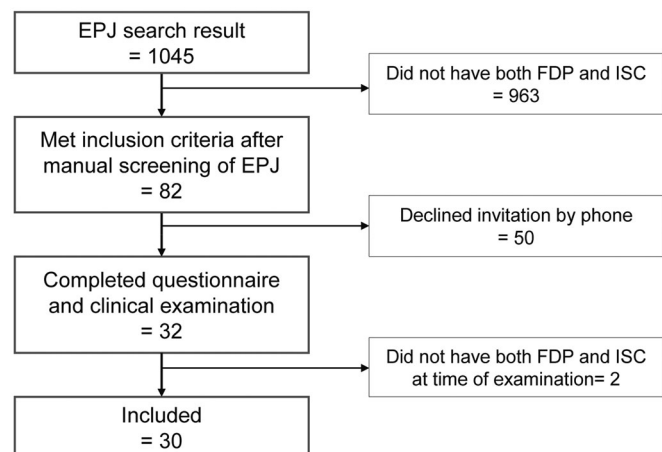 EPJ search result
= 1045
Did not have both FDP and ISC
= 963
Met inclusion criteria after
manual screening of EPJ
= 82
Declined invitation by phone
= 50
Completed questionnaire
and clinical examination
= 32
Did not have both FDP and ISC
at time of examination= 2
Included
= 30